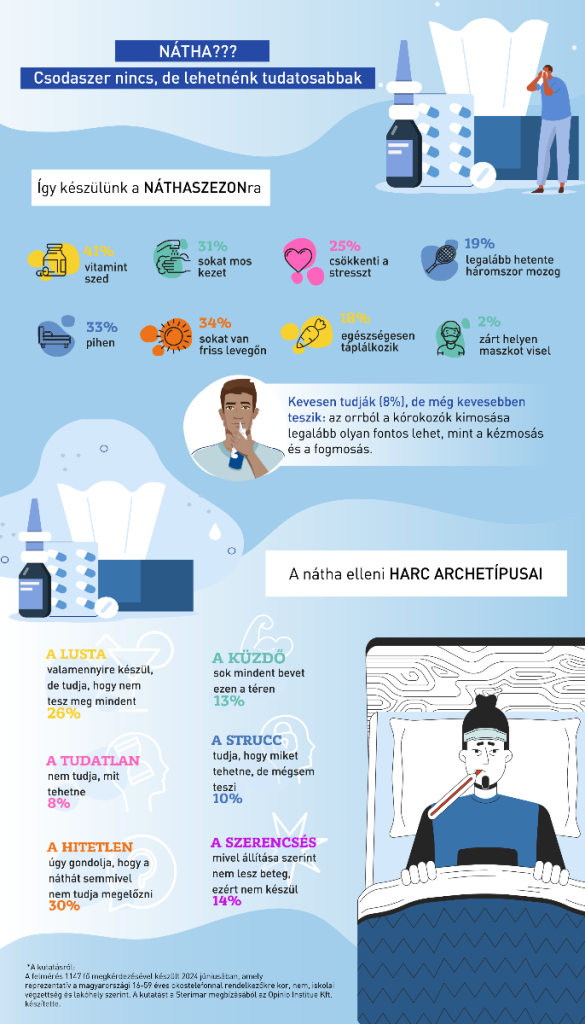 NÁTHA???
Csodaszer nincs, de lehetnénk tudatosabbak
Így készülünk a NÁTHASZEZONra
41%
vitamint
szed
31%
sokat mos
kezet
25%
csökkenti a
stresszt
19%
legalább hetente
háromszor mozog
33%
pihen
34%
sokat van
friss levegőn
18%
egészségesen
táplálkozik
2%
zárt helyen
maszkot visel
Kevesen tudják (8%), de még kevesebben
teszik: az orrból a kórokozók kimosása
legalább olyan fontos lehet, mint a kézmosás
és a fogmosás.
A nátha elleni HARC ARCHETÍPUSAI
A LUSTA
valamennyire készül,
de tudja, hogy nem
tesz meg mindent
26%
A KÜZDŐ
sok mindent bevet
ezen a téren
13%
A TUDATLAN
nem tudja, mit
tehetne
8%
A STRUCC
tudja, hogy miket
tehetne, de mégsem
teszi
10%
A HITETLEN
úgy gondolja, hogy a
náthát semmivel
nem tudja megelőzni
30%
A SZERENCSÉS
mivel állítása szerint
nem lesz beteg,
ezért nem készül
14%
*A kutatásról:
A felmérés 1147 fő megkérdezésével készült 2024 júniusában, amely
reprezentatív a magyarországi 16-59 éves okostelefonnal rendelkezőkre kor, nem, iskolai
végzettség és lakóhely szerint. A kutatást a Sterimar megbízásából az Opinio Institue Kft.
készítette.